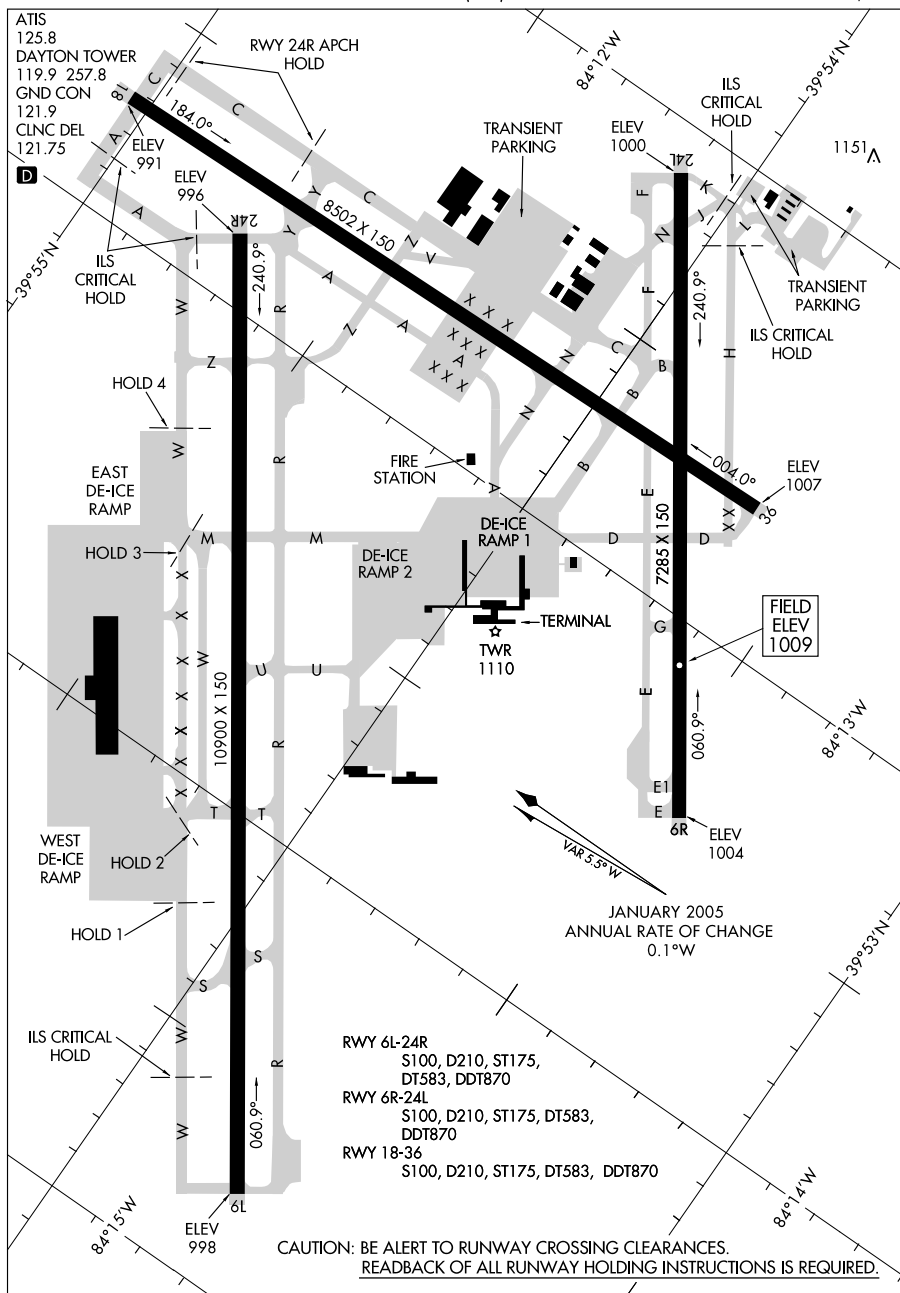 ATIS
125.8
DAYTON TOWER
119.9 257.8
GND CON
121.9
CLNC DEL
121.75
D
RWY 24R APCH
HOLD
84°12'W
39°54'N
ILS
CRITICAL
HOLD
1151
TRANSIENT
PARKING
ELEV
1000
24L
18
184.0°
ELEV
991
C
C
C
A
A
ELEV
996
24R
ILS
CRITICAL
HOLD
39°55'N
240.9°
Y
Y
8502 X 150
Z
V
A
A
A
X X X
X X X
X X X
F
F
N
K
J
L
TRANSIENT
PARKING
ILS CRITICAL
HOLD
240.9°
H
W
R
Z
Z
HOLD 4
W
R
N
N
C
B
B
B
004.0°
ELEV
1007
36
X X
FIRE
STATION
A
EAST
DE-ICE
RAMP
HOLD 3
M
M
DE-ICE
RAMP 2
DE-ICE
RAMP 1
D
D
E
7285 X 150
TERMINAL
TWR
1110
G
FIELD
ELEV
1009
X
X
X
X
X
X
X
W
U
U
10900 X 150
R
E
060.9°
84°13'W
E1
E
6R
ELEV
1004
T
T
WEST
DE-ICE
RAMP
HOLD 2
HOLD 1
VAR 5.5° W
JANUARY 2005
ANNUAL RATE OF CHANGE
0.1°W
39°53'N
S
S
W
W
R
ILS CRITICAL
HOLD
W
060.9°
RWY 6L-24R
S100, D210, ST175,
DT583, DDT870
RWY 6R-24L
S100, D210, ST175, DT583,
DDT870
RWY 18-36
S100, D210, ST175, DT583, DDT870
84°15'W
ELEV
998
6L
84°14'W
CAUTION: BE ALERT TO RUNWAY CROSSING CLEARANCES.
READBACK OF ALL RUNWAY HOLDING INSTRUCTIONS IS REQUIRED.